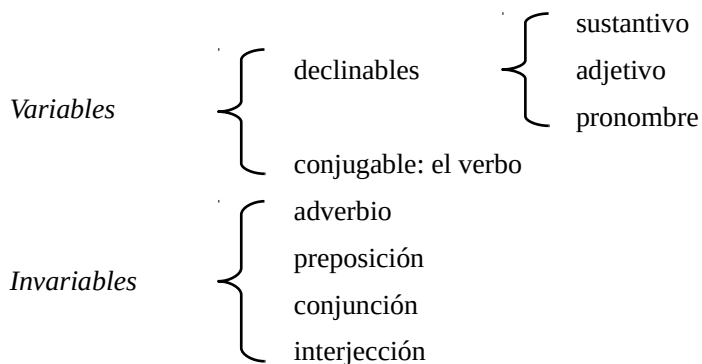 sustantivo
declinables
adjetivo
Variables
pronombre
conjugable: el verbo
adverbio
preposición
Invariables
conjunción
interjección